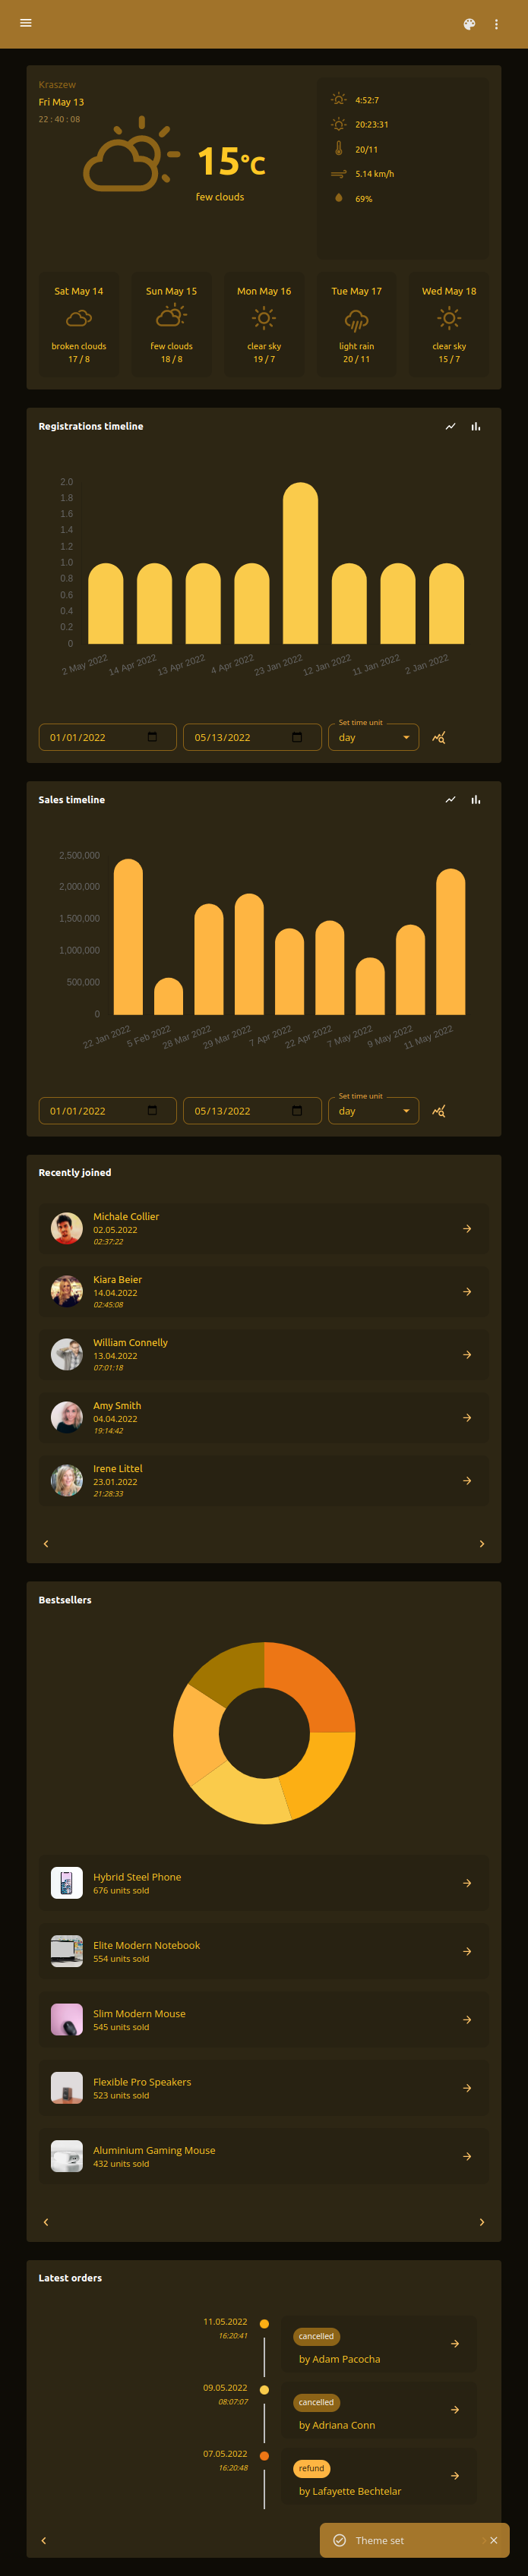 Kraszew
Fri May 13
22 : 40 : 08
15°C
few clouds
4:52:7
20:23:31
20/11
5.14 km/h
69%
Sat May 14
broken clouds
17 / 8
Sun May 15
few clouds
18 / 8
Mon May 16
clear sky
19 / 7
Tue May 17
light rain
20 / 11
Wed May 18
clear sky
15 / 7
Registrations timeline
2.0
1.8
1.6
1.4
1.2
1.0
0.8
0.6
0.4
0.2
0
2 May 2022
14 Apr 2022
13 Apr 2022
4 Apr 2022
23 Jan 2022
12 Jan 2022
11 Jan 2022
2 Jan 2022
01/01/2022
05/13/2022
Set time unit
day
Sales timeline
2,500,000
2,000,000
1,500,000
1,000,000
500,000
0
22 Jan 2022
5 Feb 2022
28 Mar 2022
29 Mar 2022
7 Apr 2022
22 Apr 2022
7 May 2022
9 May 2022
11 May 2022
01/01/2022
05/13/2022
Set time unit
day
Recently joined
Michale Collier
02.05.2022
02:37:22
Kiara Beier
14.04.2022
02:45:08
William Connelly
13.04.2022
07:01:18
Amy Smith
04.04.2022
19:14:42
Irene Littel
23.01.2022
21:28:33
Bestsellers
Hybrid Steel Phone
676 units sold
Elite Modern Notebook
554 units sold
Slim Modern Mouse
545 units sold
Flexible Pro Speakers
523 units sold
Aluminium Gaming Mouse
432 units sold
Latest orders
11.05.2022
16:20:41
cancelled
by Adam Pacocha
09.05.2022
08:07:07
cancelled
by Adriana Conn
07.05.2022
16:20:48
refund
by Lafayette Bechtelar
Theme set